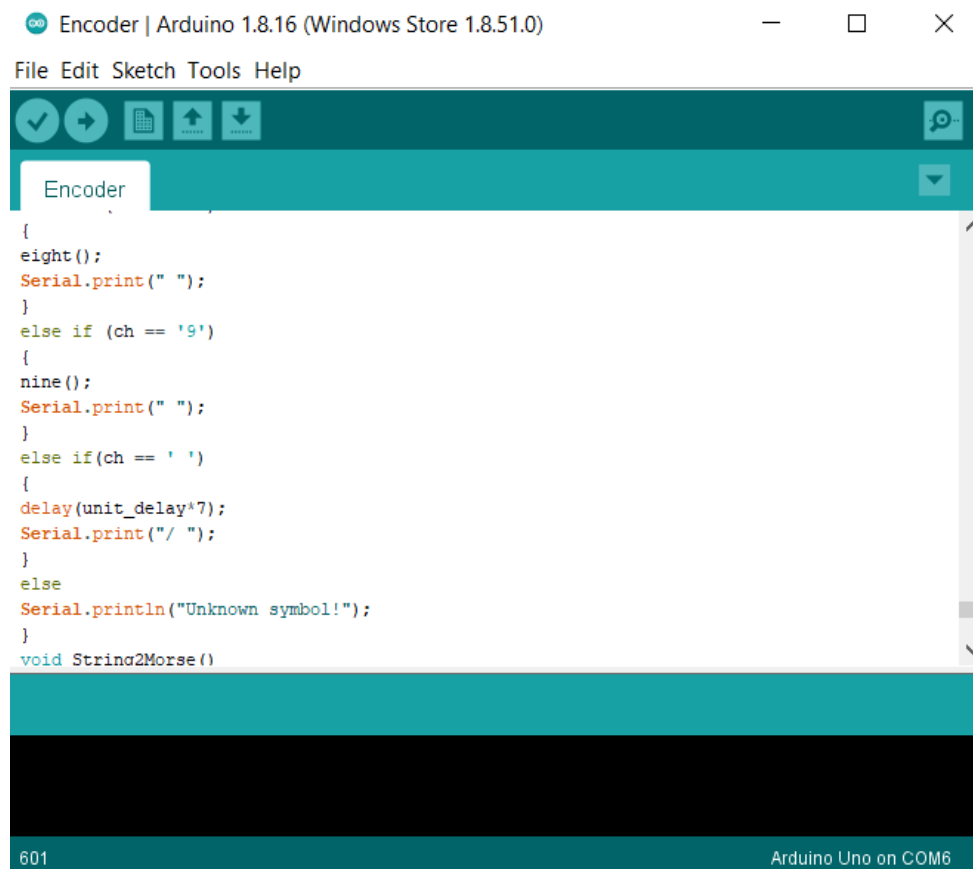 Encoder | Arduino 1.8.16 (Windows Store 1.8.51.0)
File Edit Sketch Tools Help
Encoder
{
eight();
Serial.print(" ");
}
else if (ch == '9')
{
nine();
Serial.print(" ");
}
else if(ch == ' ')
{
delay(unit_delay*7);
Serial.print("/ ");
}
else
Serial.println("Unknown symbol!");
}
void String2Morse()
601
Arduino Uno on COM6